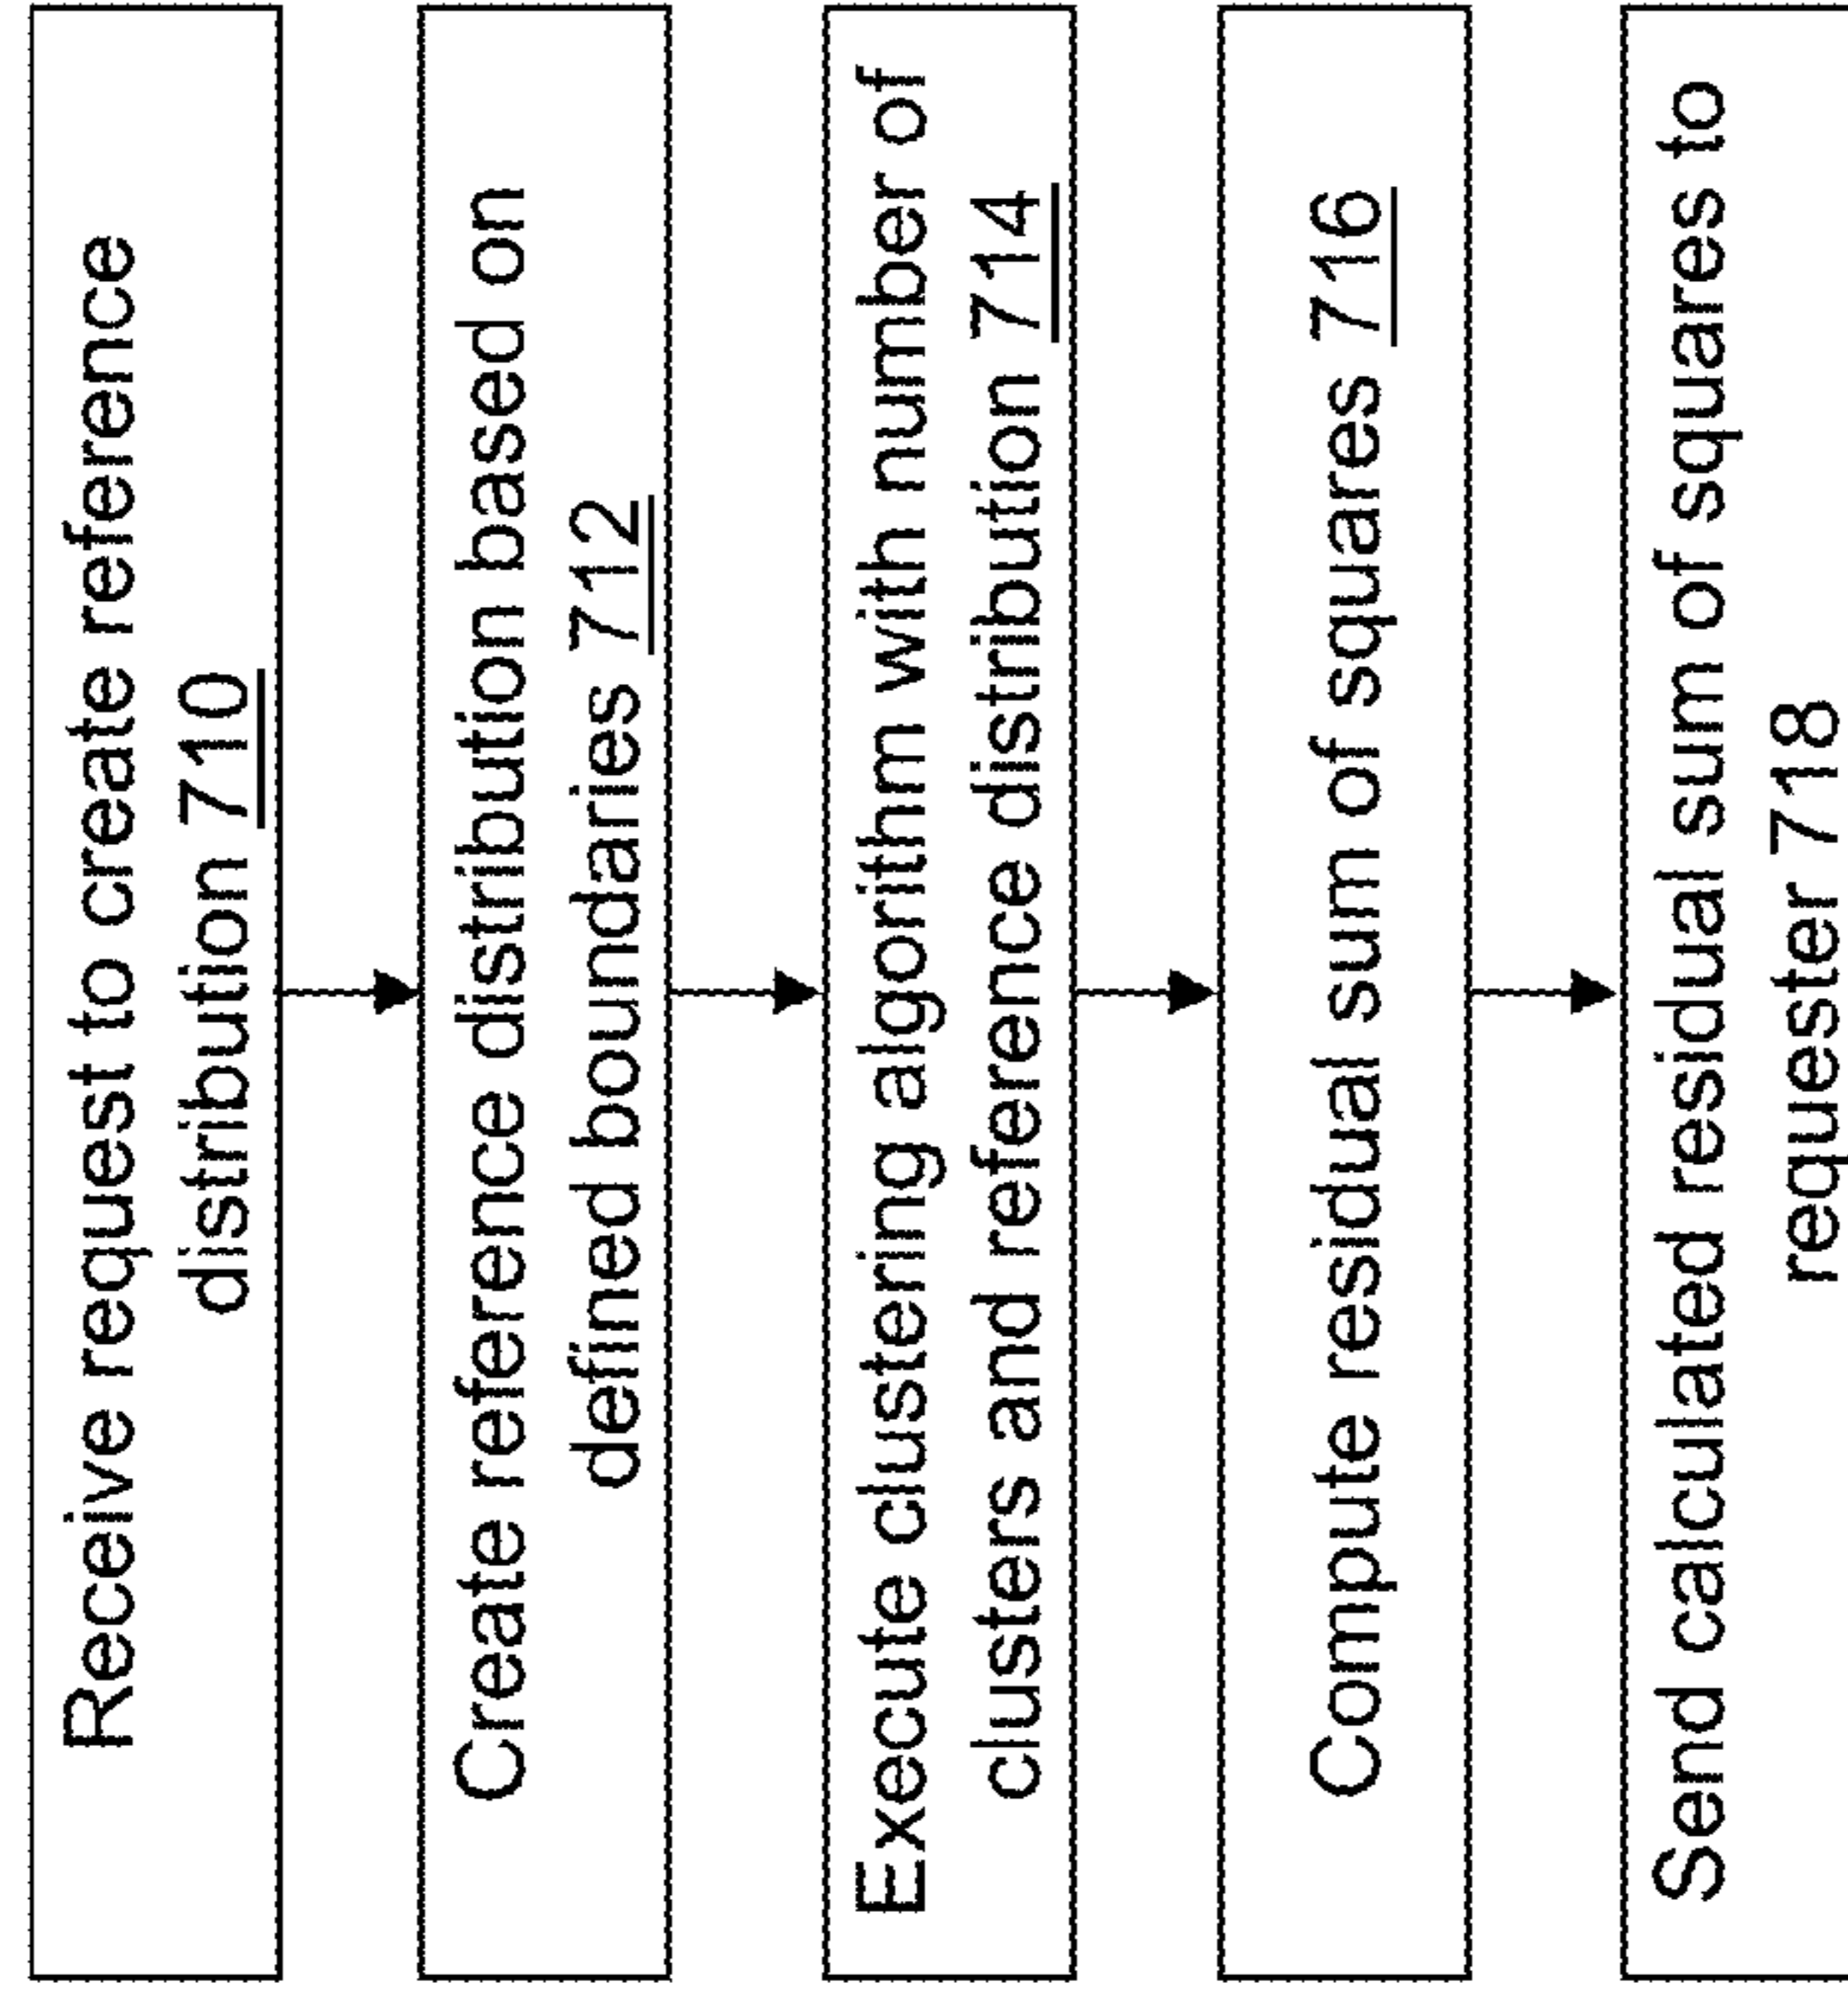 Receive request to create reference
distribution 710
Create reference distribution based on
defined boundaries 712
Execute clustering algorithm with number of
clusters and reference distribution 714
Compute residual sum of squares 716
Send calculated residual sum of squares to
requester 718